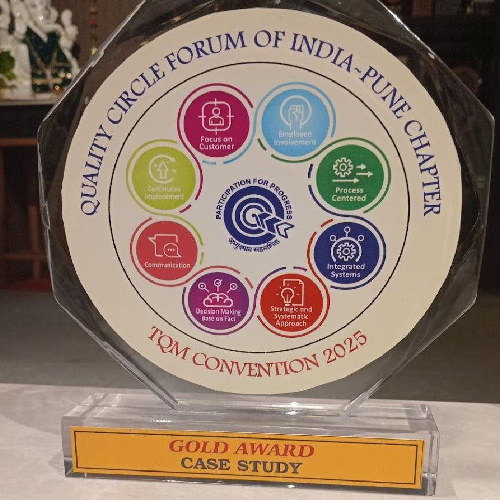 QUALITY CIRCLE FORUM OF INDIA-PUNE CHAPTER
Focus on
Customer
Employee
Involvement
Process
Centered
Integrated
Systems
Strategic and
Systematic
Approach
Decision Making
Base on Fact
Communication
Continuous
Improvement
PARTICIPATION FOR PROGRESS
TQM CONVENTION 2025
GOLD AWARD
CASE STUDY